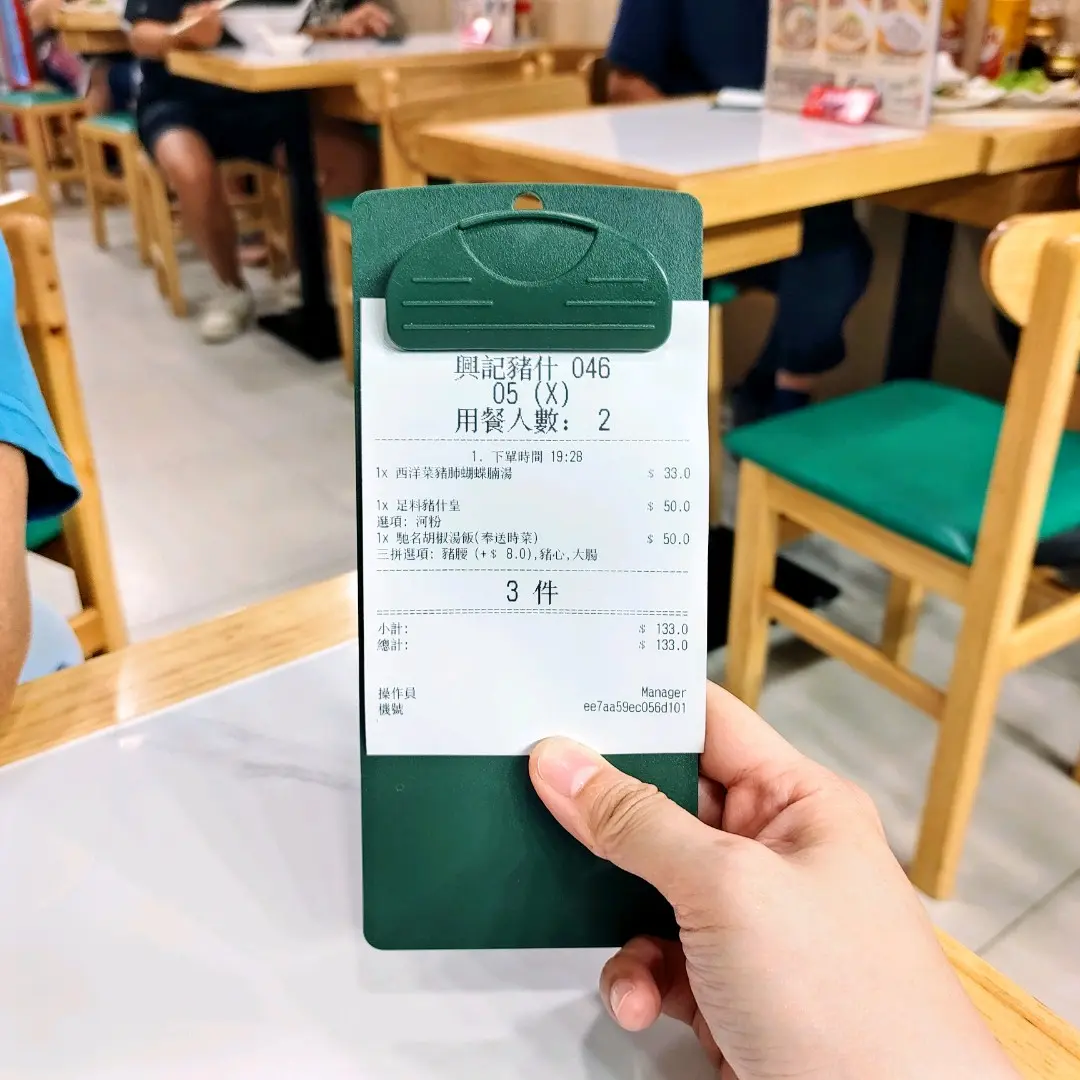 興記豬什 046
05 (X)
用餐人數: 2
1. 下單時間 19:28
1x 西洋菜豬肺蝴蝶腩湯 $ 33.0
1x 足料豬什皇 $ 50.0
選項: 河粉
1x 馳名胡椒湯飯(奉送時菜) $ 50.0
三拼選項: 豬腰 (+$ 8.0),豬心,大腸
3 件
小計: $ 133.0
總計: $ 133.0
操作員 Manager
機號 ee7aa59ec056d101